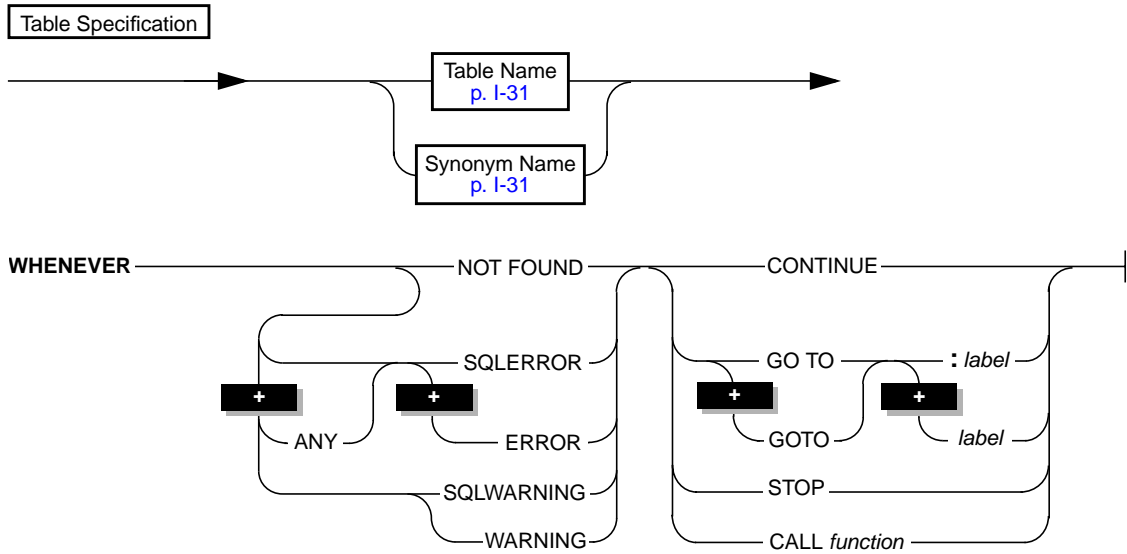 Table Specification
Table Name
p. I-31
Synonym Name
p. I-31
WHENEVER NOT FOUND CONTINUE
SQLERROR GO TO : label
+ + + +
ANY ERROR GOTO label
SQLWARNING STOP
WARNING CALL function